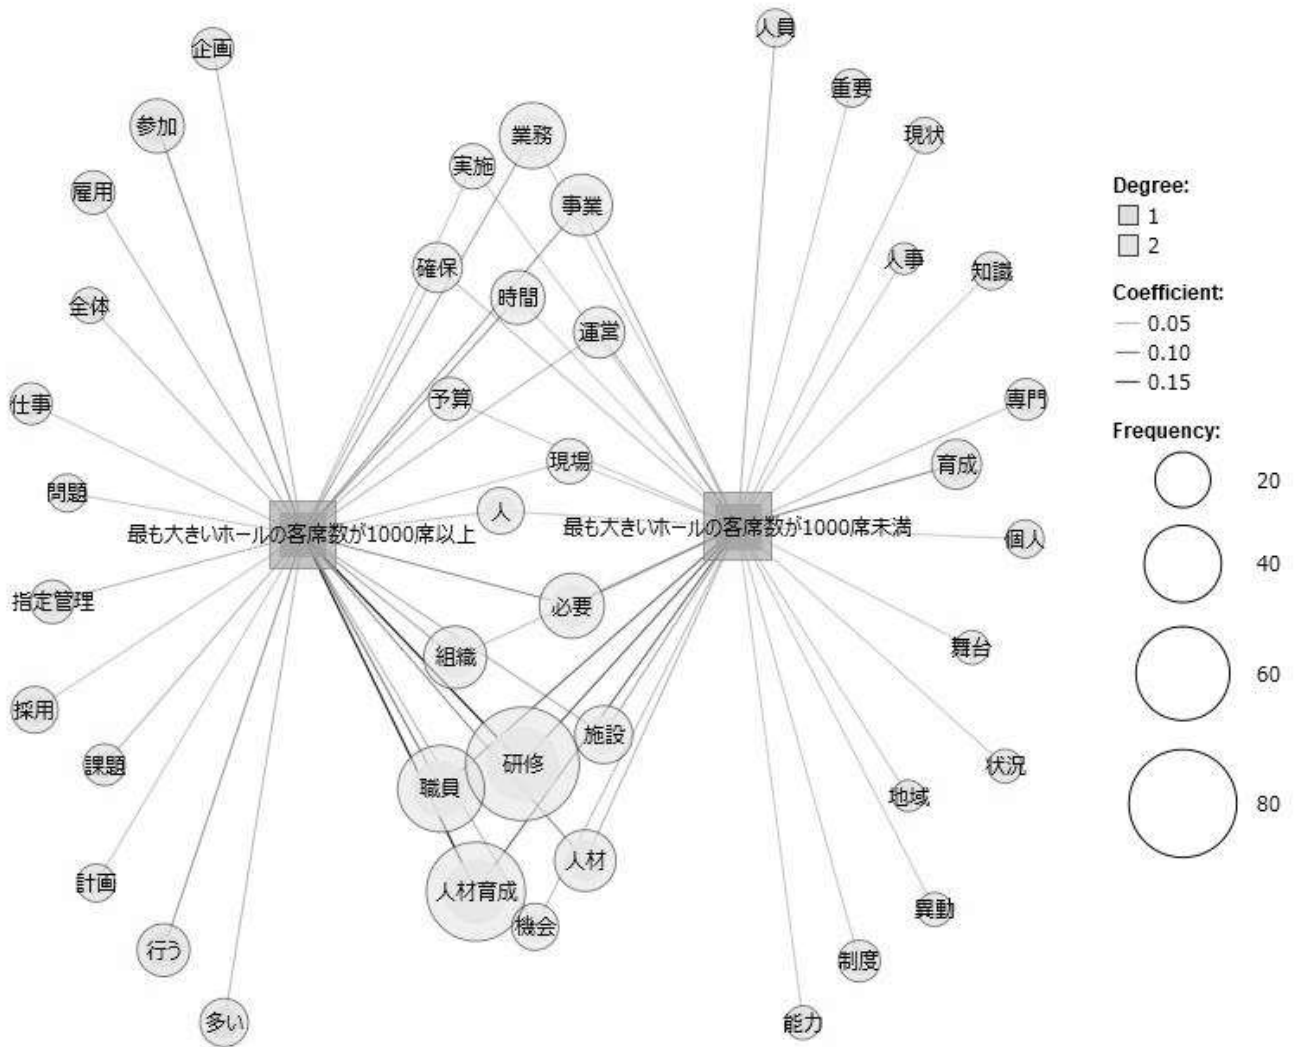 企画
参加
雇用
全体
仕事
問題
最も大きいホールの客席数が1000席以上
指定管理
採用
課題
計画
行う
多い
業務
実施
事業
確保
時間
運営
予算
現場
人
必要
組織
施設
研修
職員
人材
人材育成
機会
人員
重要
現状
人事
知識
専門
育成
最も大きいホールの客席数が1000席未満
個人
舞台
状況
地域
異動
制度
能力
Degree:
1
2
Coefficient:
0.05
0.10
0.15
Frequency:
20
40
60
80